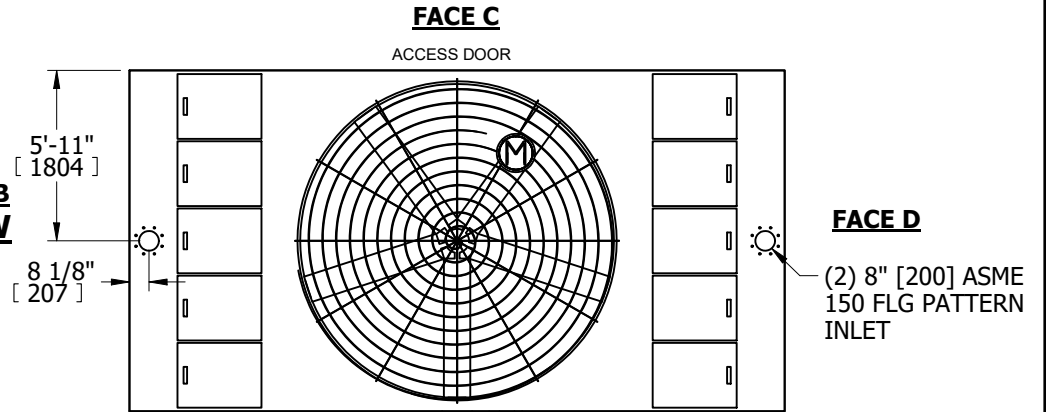 FACE C
ACCESS DOOR
5'-11"
[ 1804 ]
B
W
8 1/8"
[ 207 ]
M
FACE D
(2) 8" [200] ASME
150 FLG PATTERN
INLET